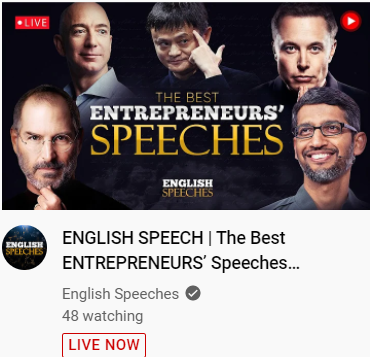 LIVE
THE BEST
ENTREPRENEURS’
SPEECHES
ENGLISH
SPEECHES
ENGLISH
SPEECHES
ENGLISH SPEECH | The Best
ENTREPRENEURS’ Speeches...
English Speeches
48 watching
LIVE NOW